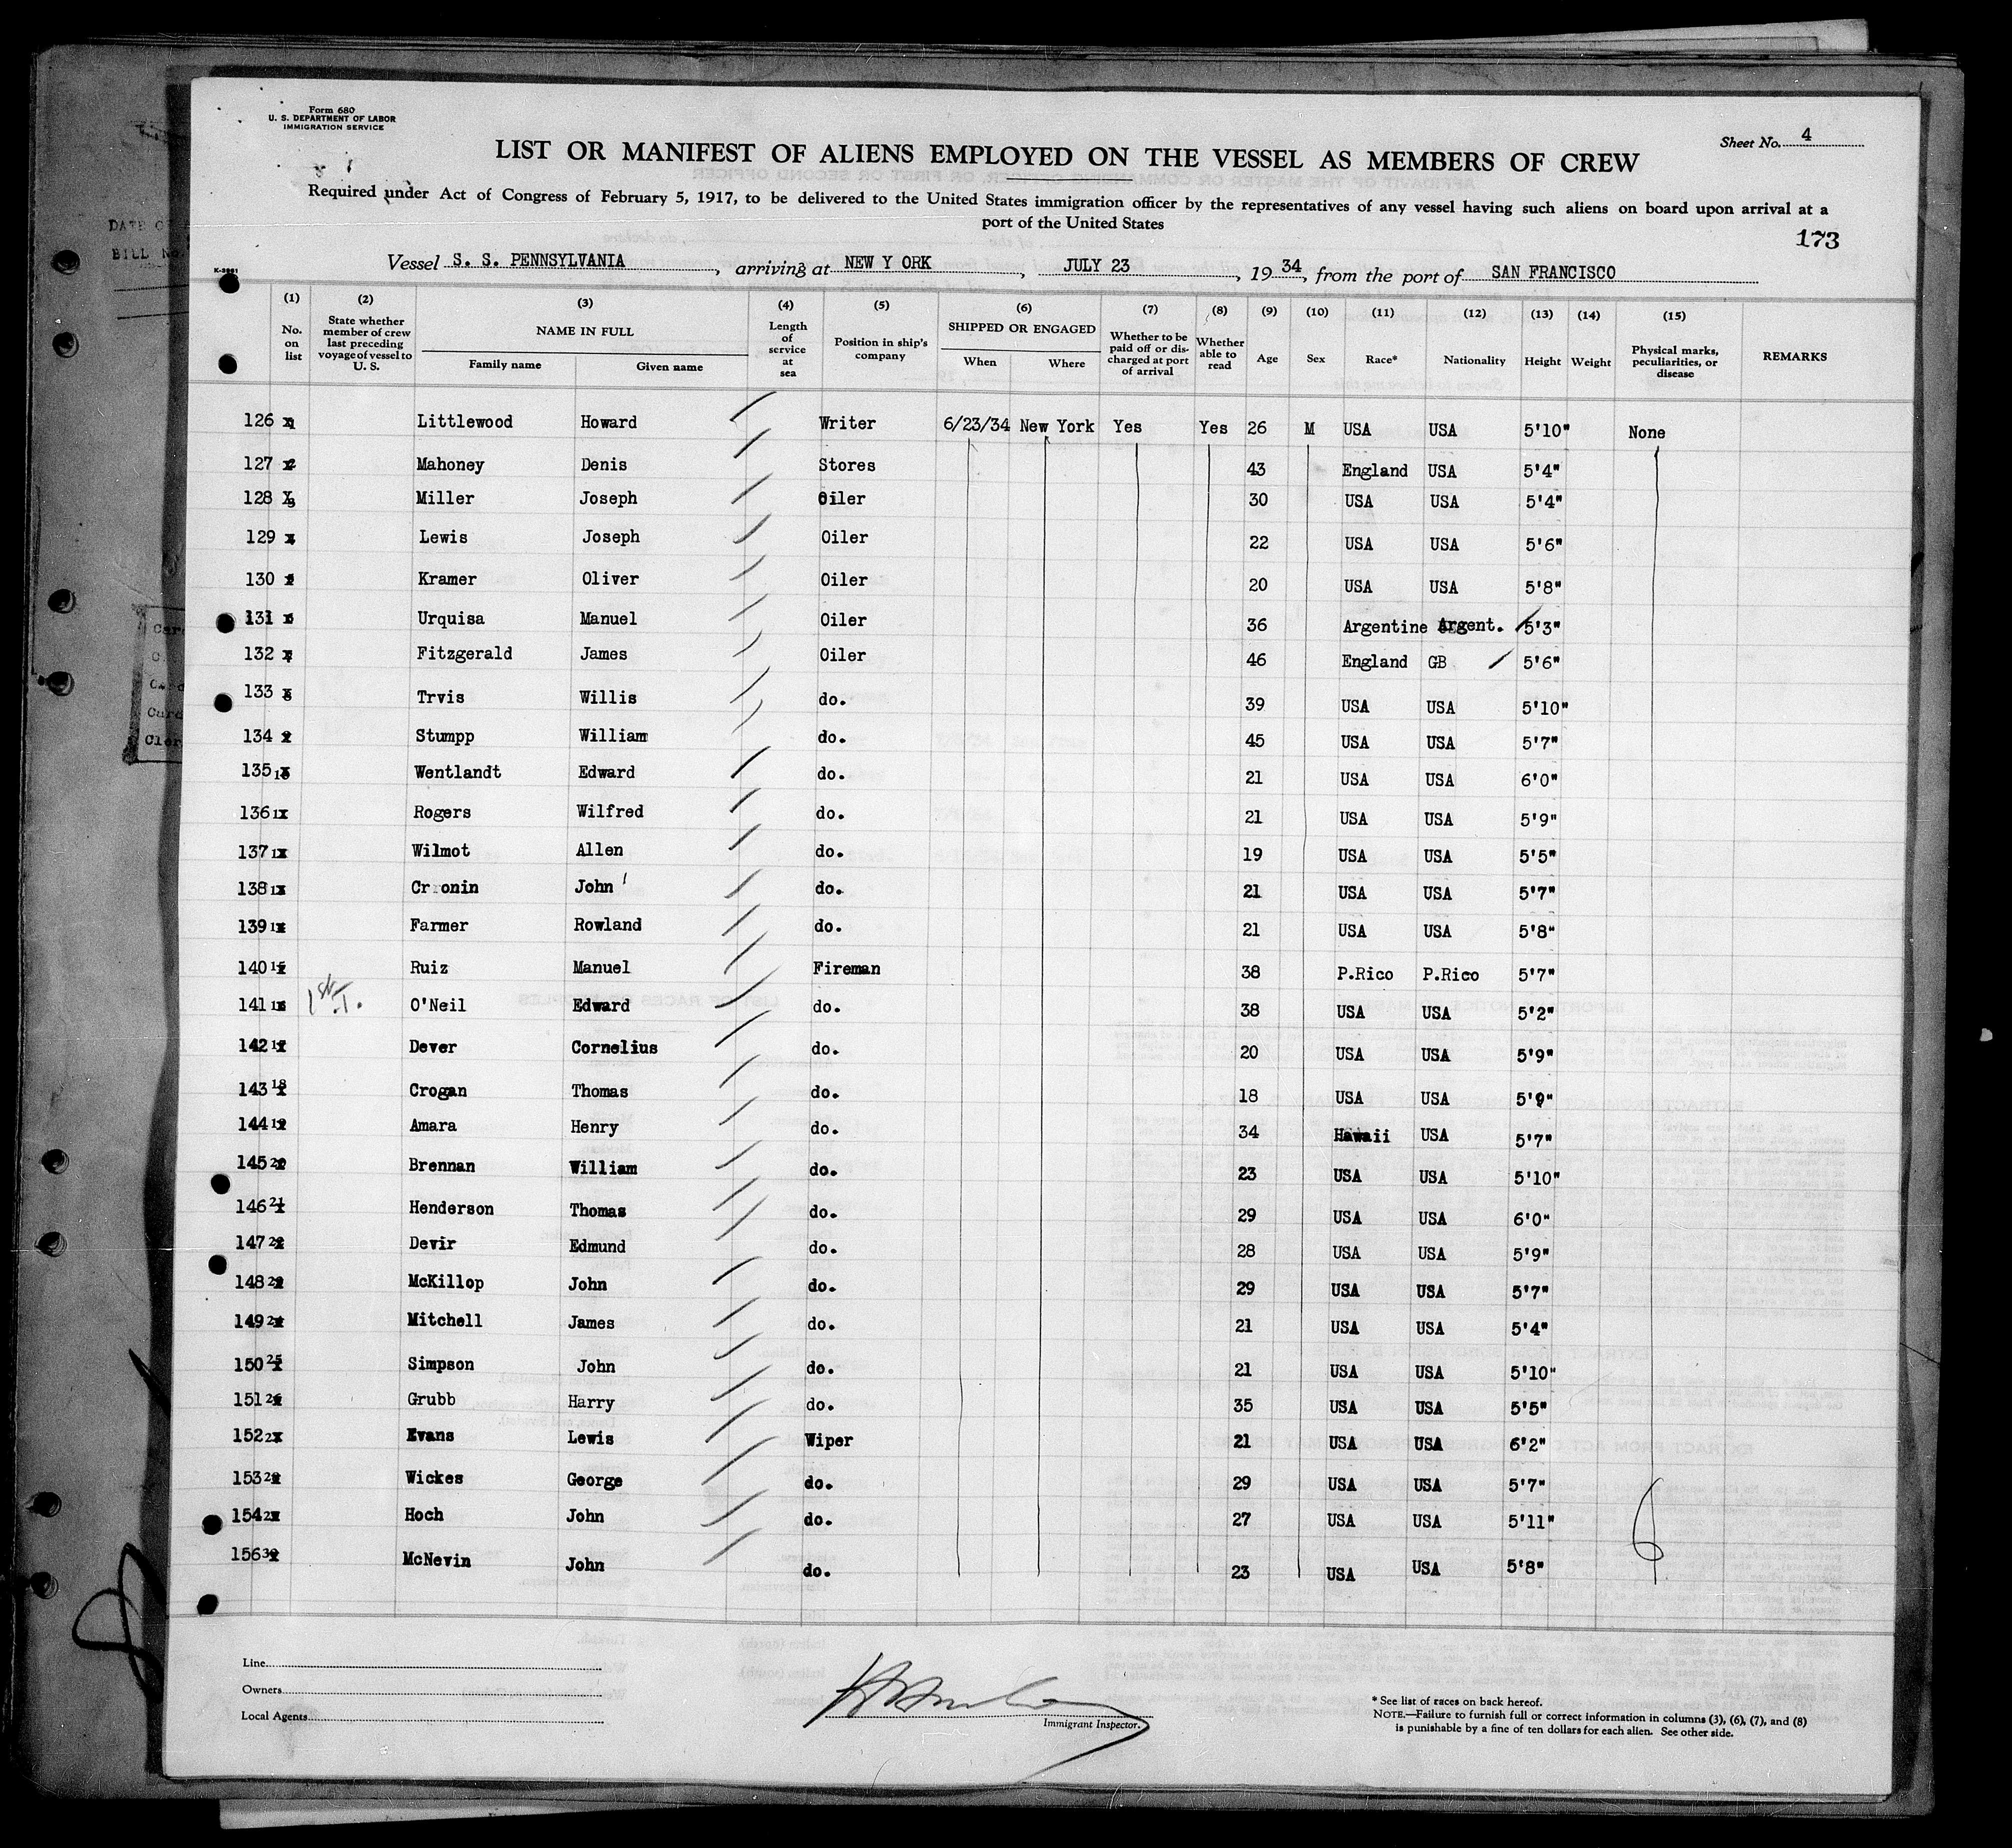 Form 680
U. S. DEPARTMENT OF LABOR
IMMIGRATION SERVICE
Sheet No. 4
LIST OR MANIFEST OF ALIENS EMPLOYED ON THE VESSEL AS MEMBERS OF CREW
Required under Act of Congress of February 5, 1917, to be delivered to the United States immigration officer by the representatives of any vessel having such aliens on board upon arrival at a
port of the United States
173
Vessel S. S. PENNSYLVANIA, arriving at NEW Y ORK, JULY 23, 1934, from the port of SAN FRANCISCO
(1) No. on list
(2) State whether member of crew last preceding voyage of vessel to U. S.
(3) NAME IN FULL Family name Given name
(4) Length of service at sea
(5) Position in ship's company
(6) SHIPPED OR ENGAGED When Where
(7) Whether to be paid off or discharged at port of arrival
(8) Whether able to read
(9) Age
(10) Sex
(11) Race*
(12) Nationality
(13) Height
(14) Weight
(15) Physical marks, peculiarities, or disease
REMARKS
126 Littlewood Howard Writer 6/23/34 New York Yes Yes 26 M USA USA 5'10" None
127 Mahoney Denis Stores 43 England USA 5'4"
128 Miller Joseph Oiler 30 USA USA 5'4"
129 Lewis Joseph Oiler 22 USA USA 5'6"
130 Kramer Oliver Oiler 20 USA USA 5'8"
131 Urquisa Manuel Oiler 36 Argentine Argent. 5'3"
132 Fitzgerald James Oiler 46 England GB 5'6"
133 Trvis Willis do. 39 USA USA 5'10"
134 Stumpp William do. 45 USA USA 5'7"
135 Wentlandt Edward do. 21 USA USA 6'0"
136 Rogers Wilfred do. 21 USA USA 5'9"
137 Wilmot Allen do. 19 USA USA 5'5"
138 Cr onin John do. 21 USA USA 5'7"
139 Farmer Rowland do. 21 USA USA 5'8"
140 Ruiz Manuel Fireman 38 P.Rico P.Rico 5'7"
141 O'Neil Edward do. 38 USA USA 5'2"
142 Dever Cornelius do. 20 USA USA 5'9"
143 Crogan Thomas do. 18 USA USA 5'9"
144 Amara Henry do. 34 Hawaii USA 5'7"
145 Brennan William do. 23 USA USA 5'10"
146 Henderson Thomas do. 29 USA USA 6'0"
147 Devir Edmund do. 28 USA USA 5'9"
148 McKillop John do. 29 USA USA 5'7"
149 Mitchell James do. 21 USA USA 5'4"
150 Simpson John do. 21 USA USA 5'10"
151 Grubb Harry do. 35 USA USA 5'5"
152 Evans Lewis Wiper 21 USA USA 6'2"
153 Wickes George do. 29 USA USA 5'7"
154 Hoch John do. 27 USA USA 5'11"
156 McNevin John do. 23 USA USA 5'8"
Line
Owners
Local Agents
Immigrant Inspector.
* See list of races on back hereof.
NOTE.—Failure to furnish full or correct information in columns (3), (6), (7), and (8)
is punishable by a fine of ten dollars for each alien. See other side.